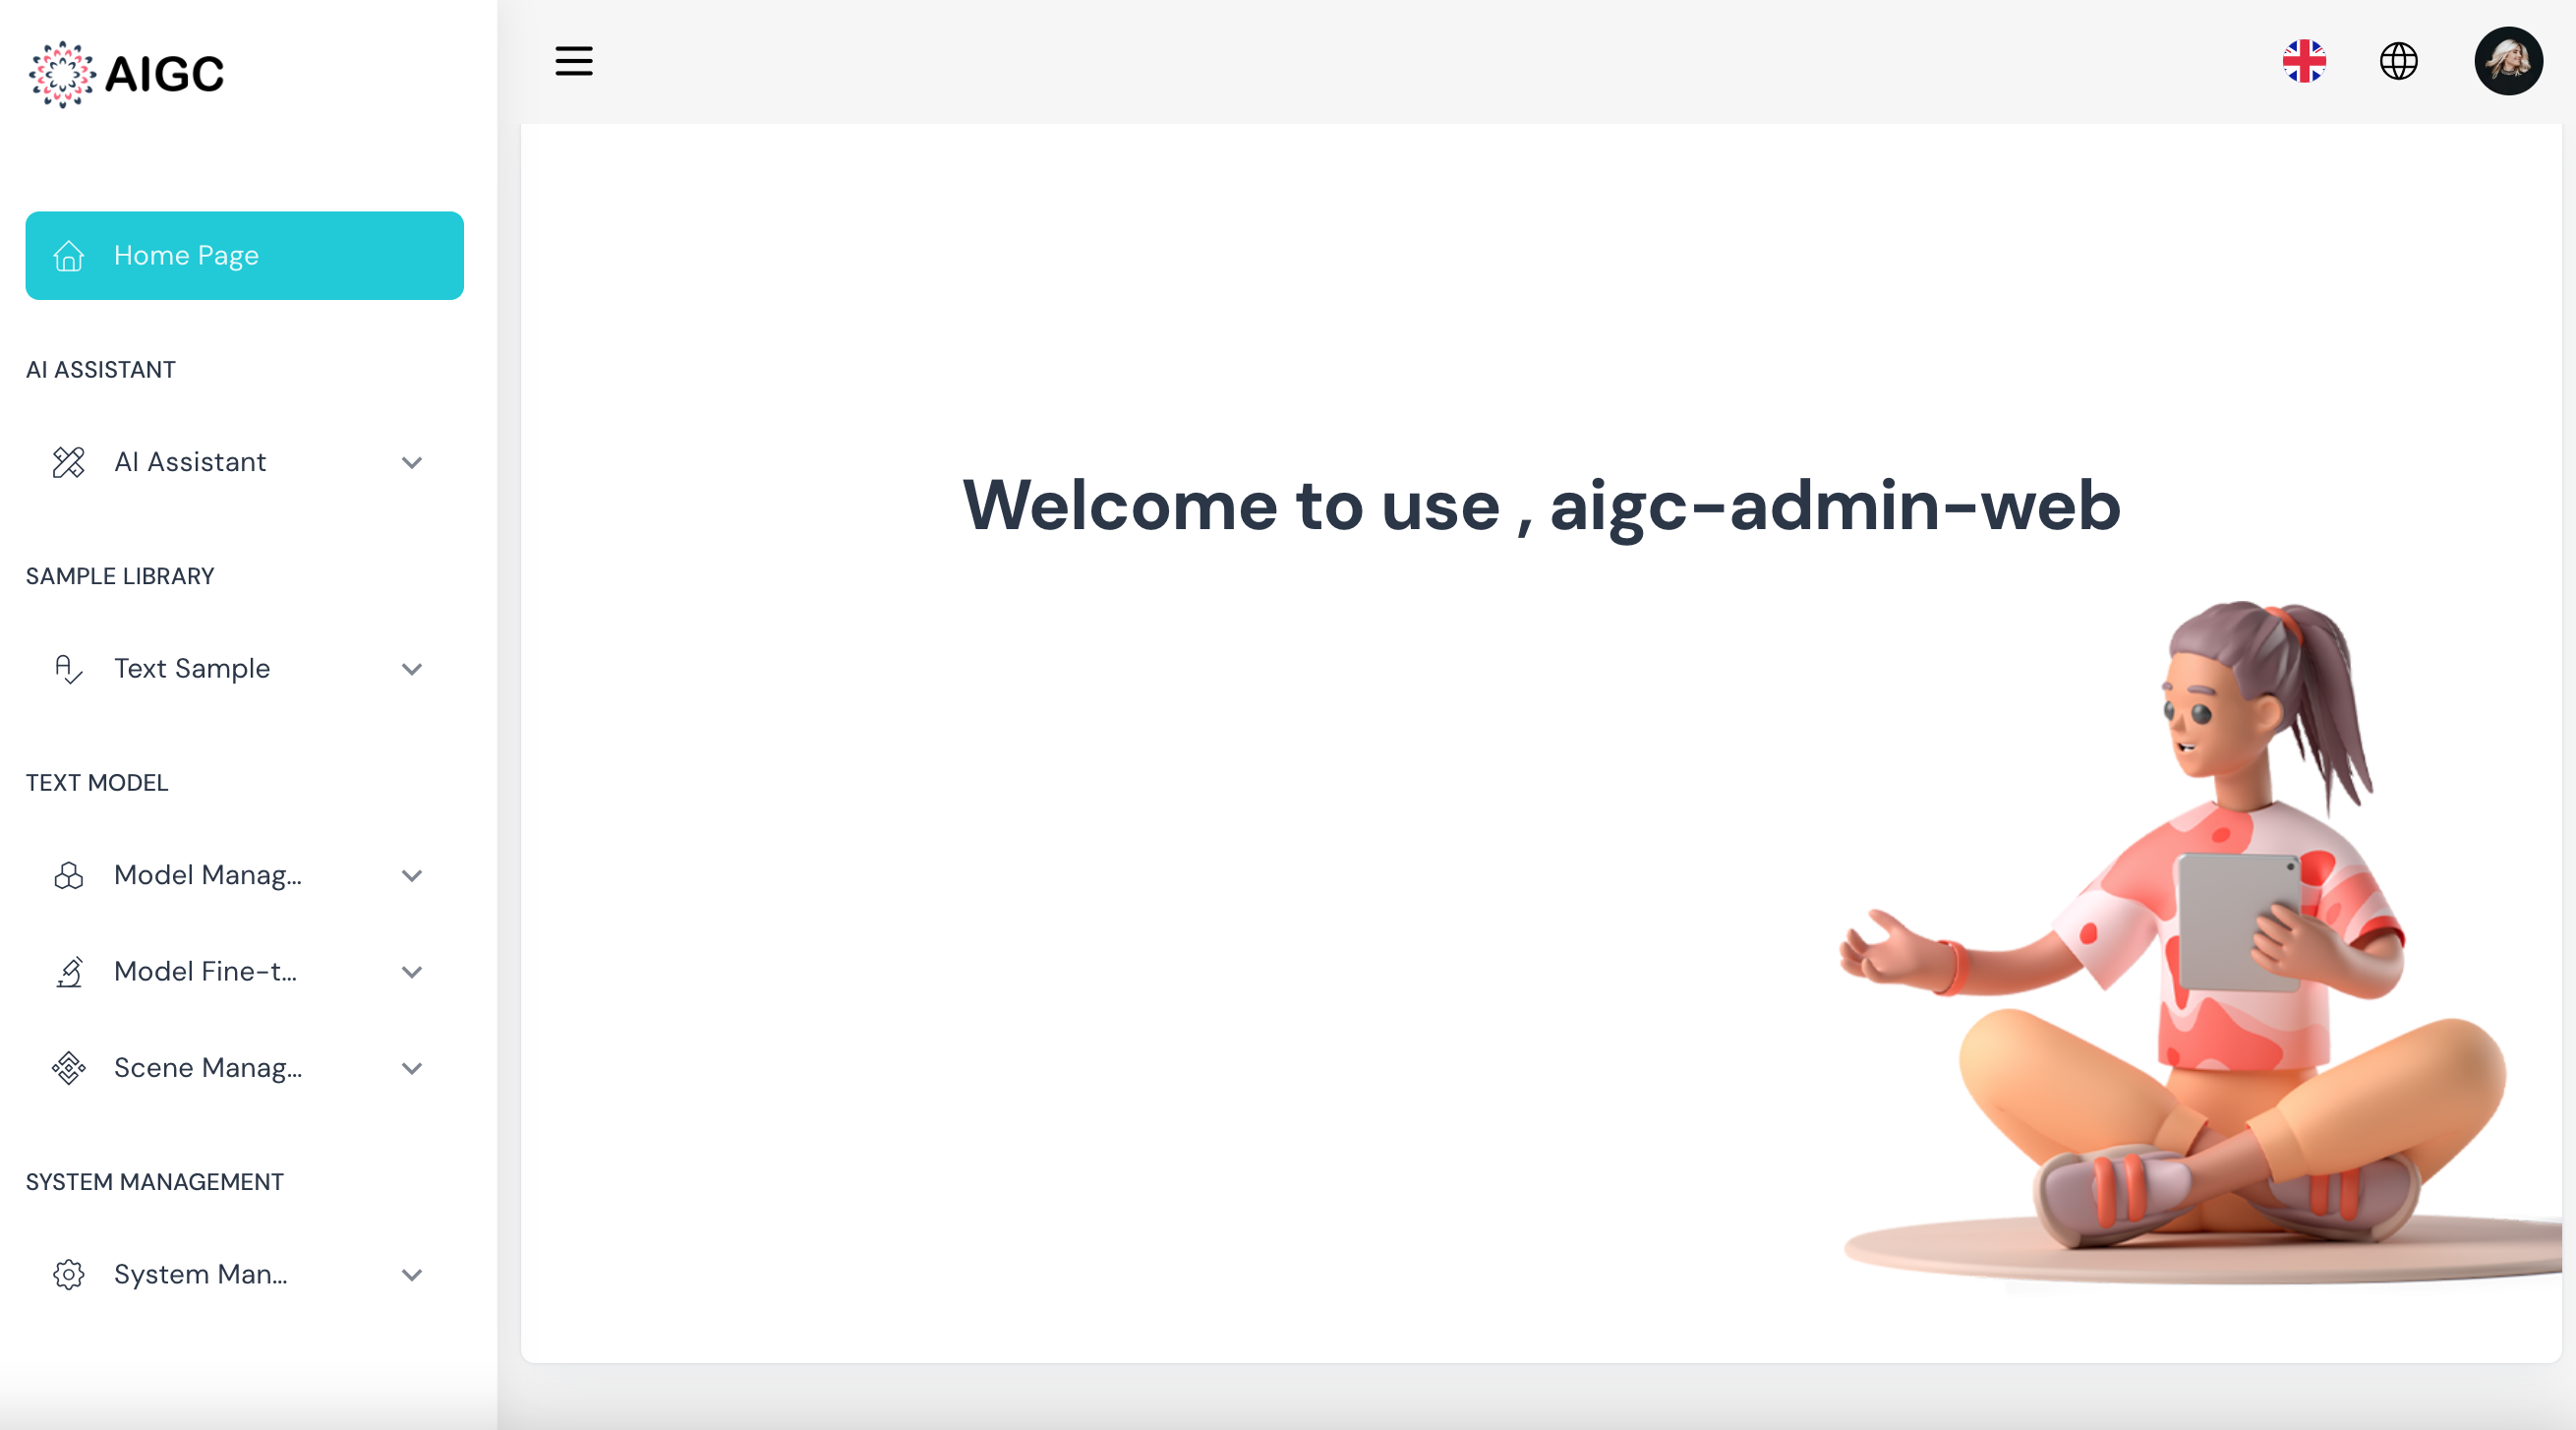 AIGC
Home Page
AI ASSISTANT
AI Assistant
SAMPLE LIBRARY
Text Sample
TEXT MODEL
Model Manag...
Model Fine-t...
Scene Manag...
SYSTEM MANAGEMENT
System Man...
Welcome to use , aigc-admin-web